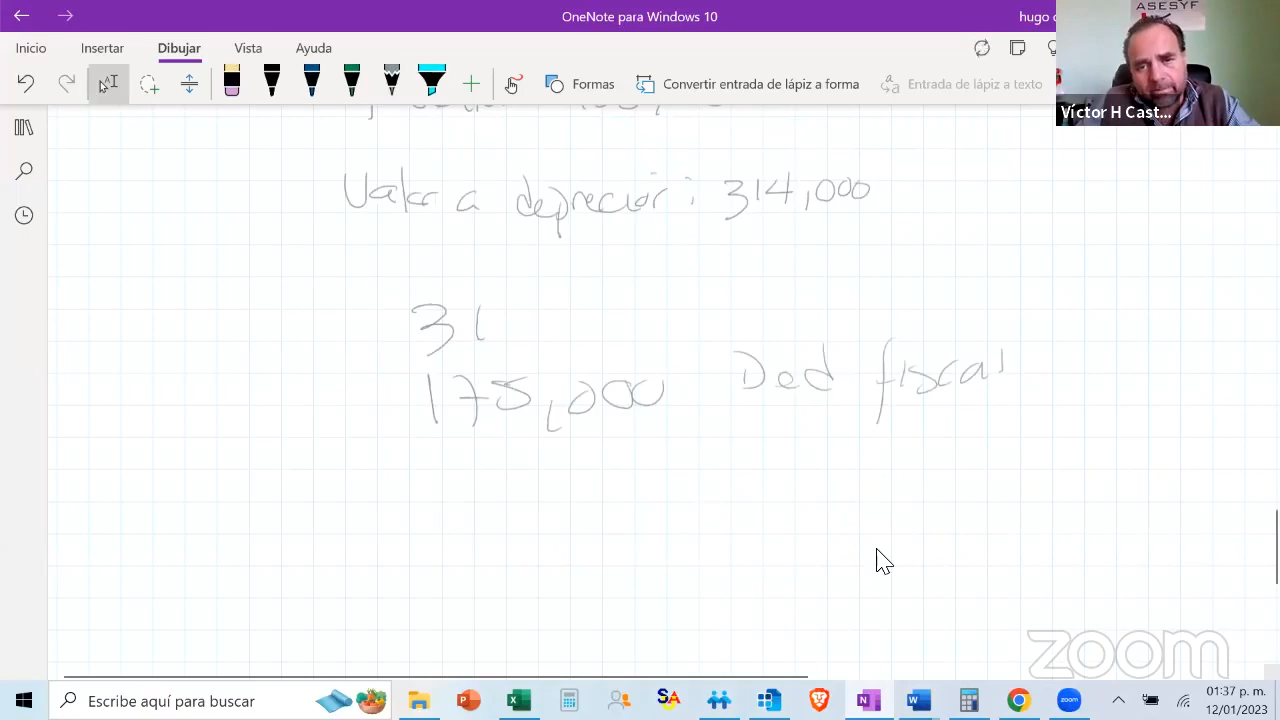 OneNote para Windows 10
hugo
ASESYF
Inicio
Insertar
Dibujar
Vista
Ayuda
Formas
Convertir entrada de lápiz a forma
Entrada de lápiz a texto
Víctor H Cast...
Valor a depreciar: 314,000
31
175,000 Ded fiscal
zoom
Escribe aquí para buscar
01:37 p. m.
12/01/2023